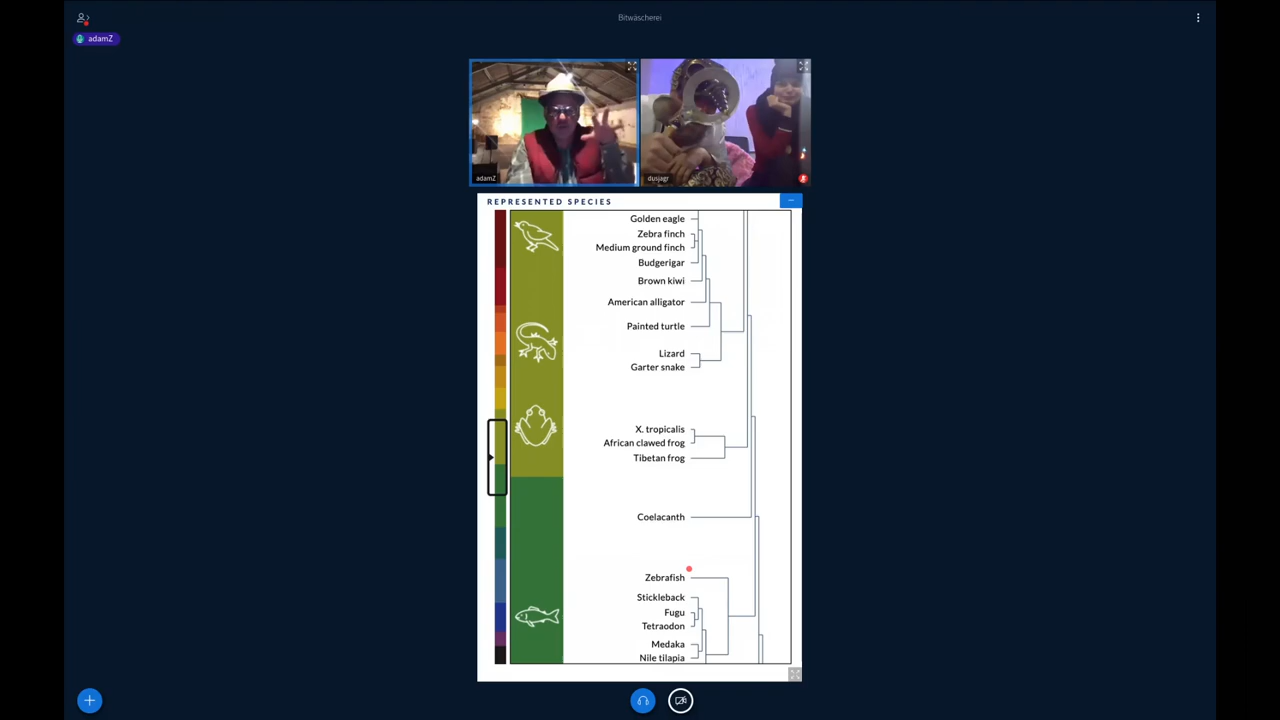 Bitwäscherei
adamZ
adamZ
dusjagr
REPRESENTED SPECIES
Golden eagle
Zebra finch
Medium ground finch
Budgerigar
Brown kiwi
American alligator
Painted turtle
Lizard
Garter snake
X. tropicalis
African clawed frog
Tibetan frog
Coelacanth
Zebrafish
Stickleback
Fugu
Tetraodon
Medaka
Nile tilapia